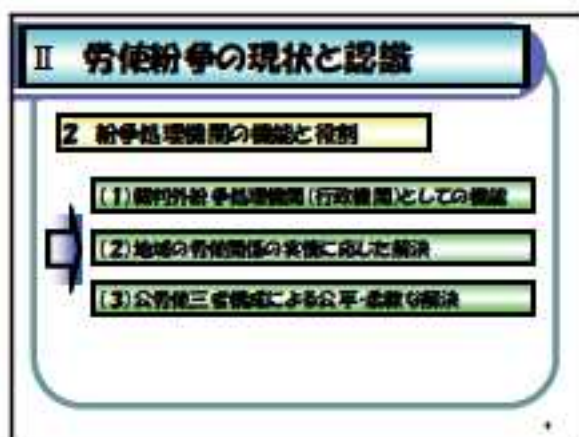 Ⅱ 労使紛争の現状と認識
2 紛争処理機関の機能と役割
(1)裁判外紛争処理機関(行政機関)としての機能
(2)地域の労使関係の実情に応じた解決
(3)公労使三者構成による公平・柔軟な解決